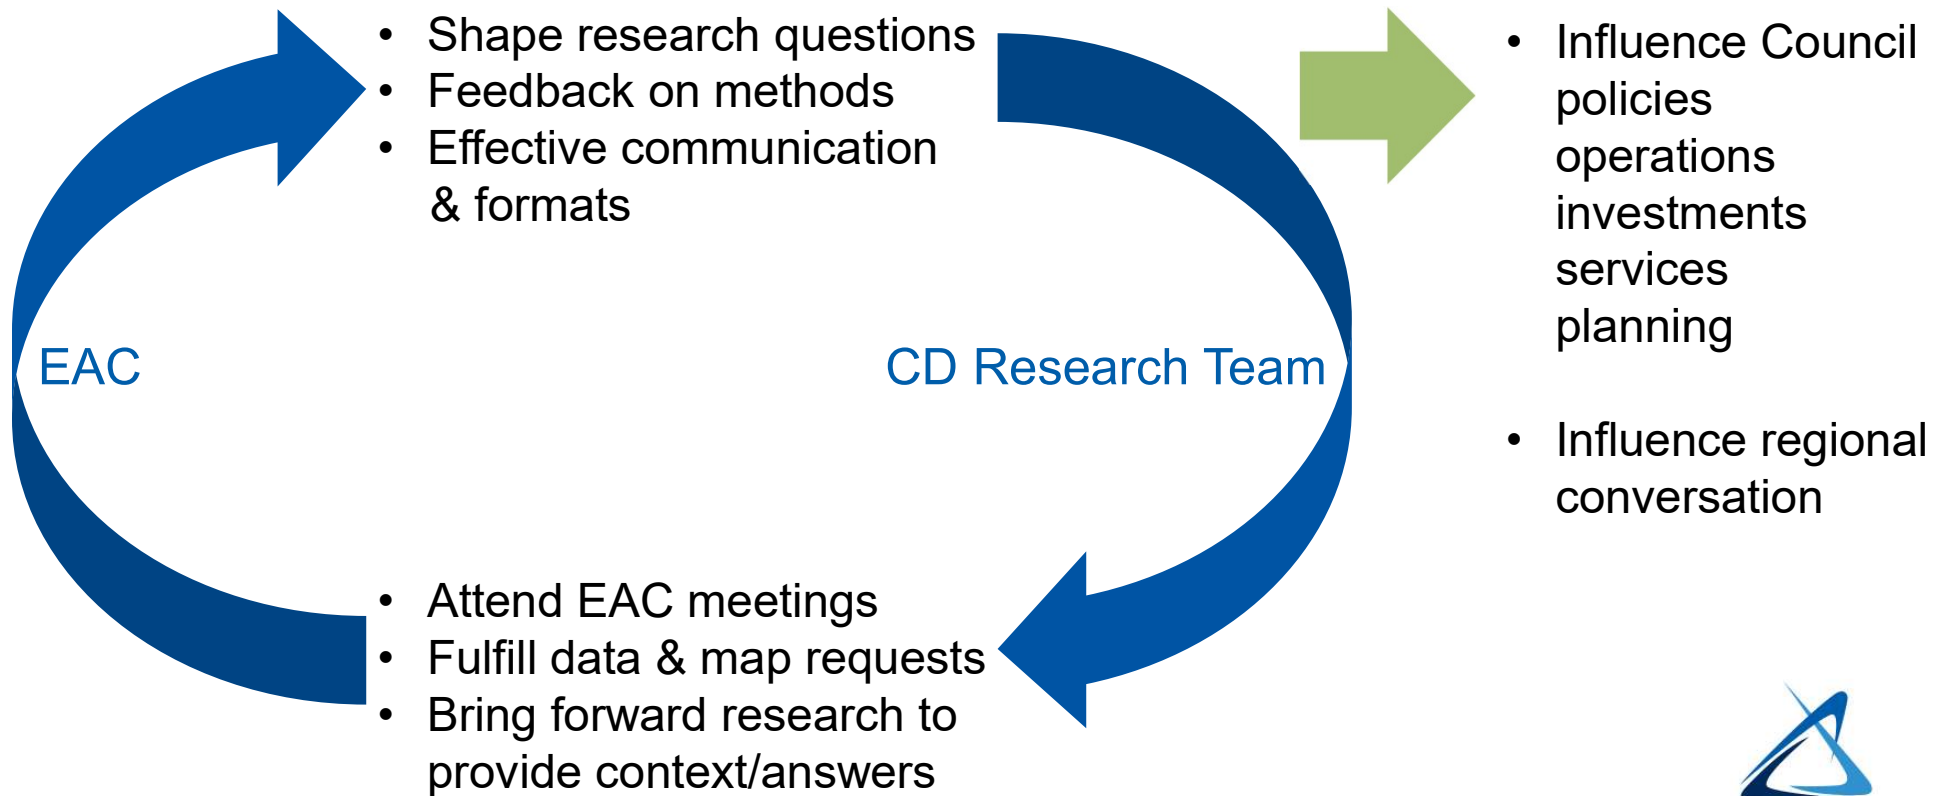 • Shape research questions
• Feedback on methods
• Effective communication
& formats
EAC
CD Research Team
• Attend EAC meetings
• Fulfill data & map requests
• Bring forward research to
provide context/answers
• Influence Council
policies
operations
investments
services
planning
• Influence regional
conversation